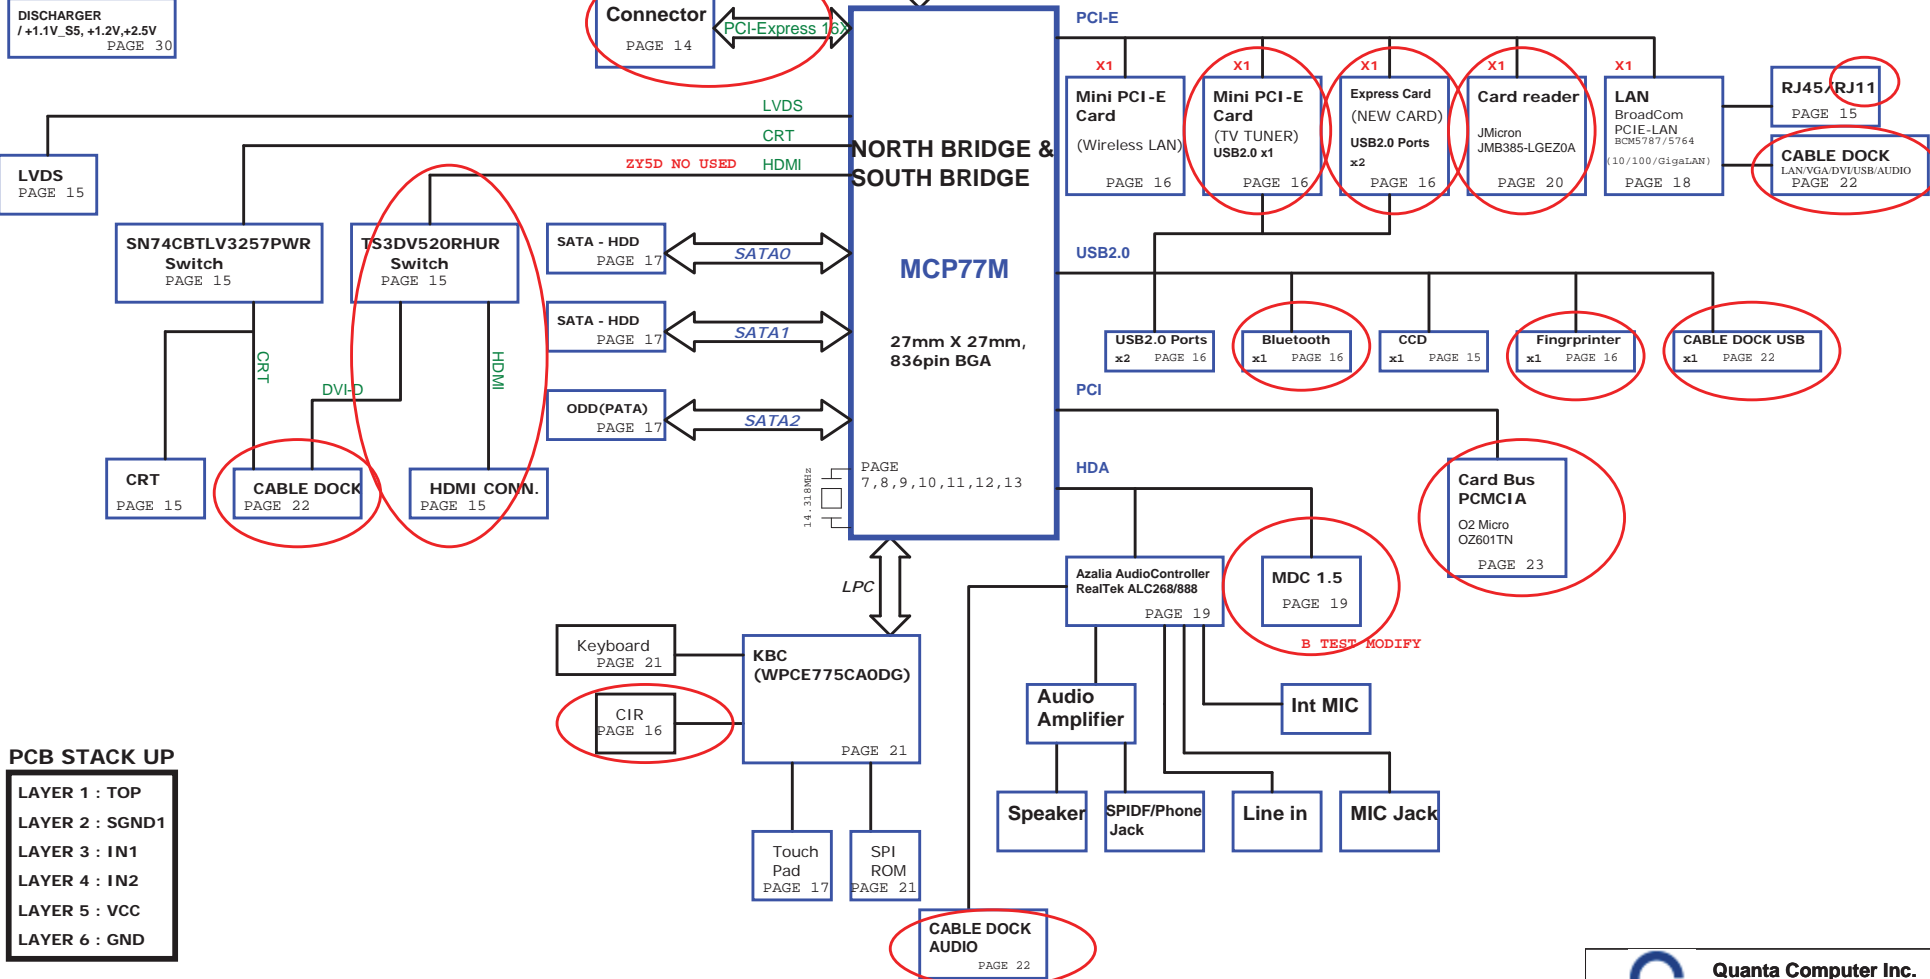 DISCHARGER
/ +1.1V_S5, +1.2V,+2.5V
PAGE 30
Connector
PAGE 14
PCI-Express 16X
PCI-E
LVDS
CRT
ZY5D NO USED
HDMI
LVDS
PAGE 15
SN74CBTLV3257PWR
Switch
PAGE 15
TS3DV520RHUR
Switch
PAGE 15
CRT
DVI-D
HDMI
CRT
PAGE 15
CABLE DOCK
PAGE 22
HDMI CONN.
PAGE 15
SATA - HDD
PAGE 17
SATA0
SATA - HDD
PAGE 17
SATA1
ODD(PATA)
PAGE 17
SATA2
NORTH BRIDGE &
SOUTH BRIDGE
MCP77M
27mm X 27mm,
836pin BGA
PAGE
7,8,9,10,11,12,13
14.318MHz
X1
Mini PCI-E
Card
(Wireless LAN)
PAGE 16
X1
Mini PCI-E
Card
(TV TUNER)
USB2.0 x1
PAGE 16
X1
Express Card
(NEW CARD)
USB2.0 Ports
x2
PAGE 16
X1
Card reader
JMicron
JMB385-LGEZ0A
PAGE 20
X1
LAN
BroadCom
PCIE-LAN
BCM5787/5764
(10/100/GigaLAN)
PAGE 18
RJ45/RJ11
PAGE 15
CABLE DOCK
LAN/VGA/DVI/USB/AUDIO
PAGE 22
USB2.0
USB2.0 Ports
x2 PAGE 16
Bluetooth
x1 PAGE 16
CCD
x1 PAGE 15
Fingrprinter
x1 PAGE 16
CABLE DOCK USB
x1 PAGE 22
PCI
Card Bus
PCMCIA
O2 Micro
OZ601TN
PAGE 23
HDA
Azalia AudioController
RealTek ALC268/888
PAGE 19
MDC 1.5
PAGE 19
B TEST MODIFY
LPC
Keyboard
PAGE 21
CIR
PAGE 16
KBC
(WPCE775CA0DG)
PAGE 21
Touch
Pad
PAGE 17
SPI
ROM
PAGE 21
Audio
Amplifier
Int MIC
Speaker
SPIDF/Phone
Jack
Line in
MIC Jack
CABLE DOCK
AUDIO
PAGE 22
PCB STACK UP
LAYER 1 : TOP
LAYER 2 : SGND1
LAYER 3 : IN1
LAYER 4 : IN2
LAYER 5 : VCC
LAYER 6 : GND
Quanta Computer Inc.